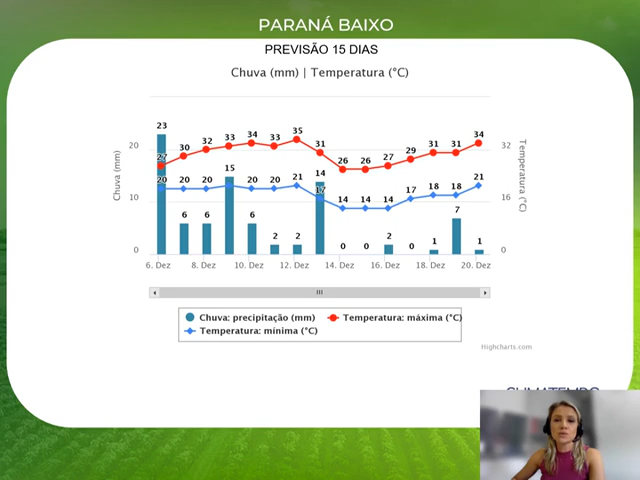 PARANÁ BAIXO
PREVISÃO 15 DIAS
Chuva (mm) | Temperatura (°C)
23
27 30 32 33 34 33 35 31 26 26 27 29 31 31 34
20 20 20 15 20 20 21 14 17 14 14 14 17 18 18 21
6 6 6 2 2 0 0 2 0 1 7 1
20
10
0
Chuva (mm)
32
16
0
Temperatura (°C)
6. Dez 8. Dez 10. Dez 12. Dez 14. Dez 16. Dez 18. Dez 20. Dez
Chuva: precipitação (mm) Temperatura: máxima (°C)
Temperatura: mínima (°C)
Highcharts.com